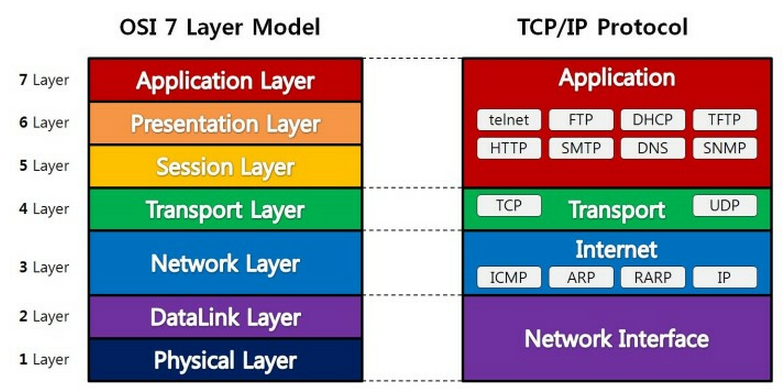 OSI 7 Layer Model
TCP/IP Protocol
7 Layer
Application Layer
6 Layer
Presentation Layer
5 Layer
Session Layer
4 Layer
Transport Layer
3 Layer
Network Layer
2 Layer
DataLink Layer
1 Layer
Physical Layer
Application
telnet FTP DHCP TFTP
HTTP SMTP DNS SNMP
TCP Transport UDP
Internet
ICMP ARP RARP IP
Network Interface